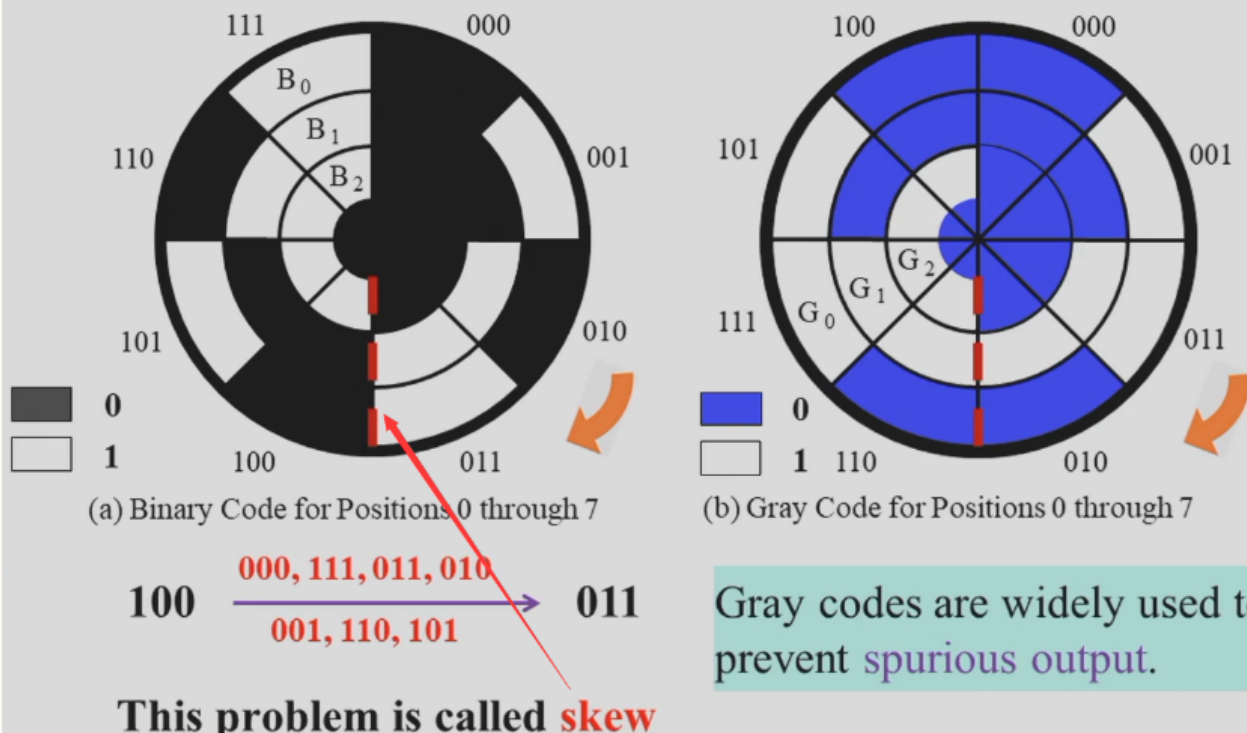 111
000
B0
B1
B2
110
001
101
010
0
1
100
011
(a) Binary Code for Positions 0 through 7
100
000
101
001
G2
G1
G0
111
011
0
1
110
010
(b) Gray Code for Positions 0 through 7
000, 111, 011, 010
100
011
001, 110, 101
This problem is called skew
Gray codes are widely used
prevent spurious output.